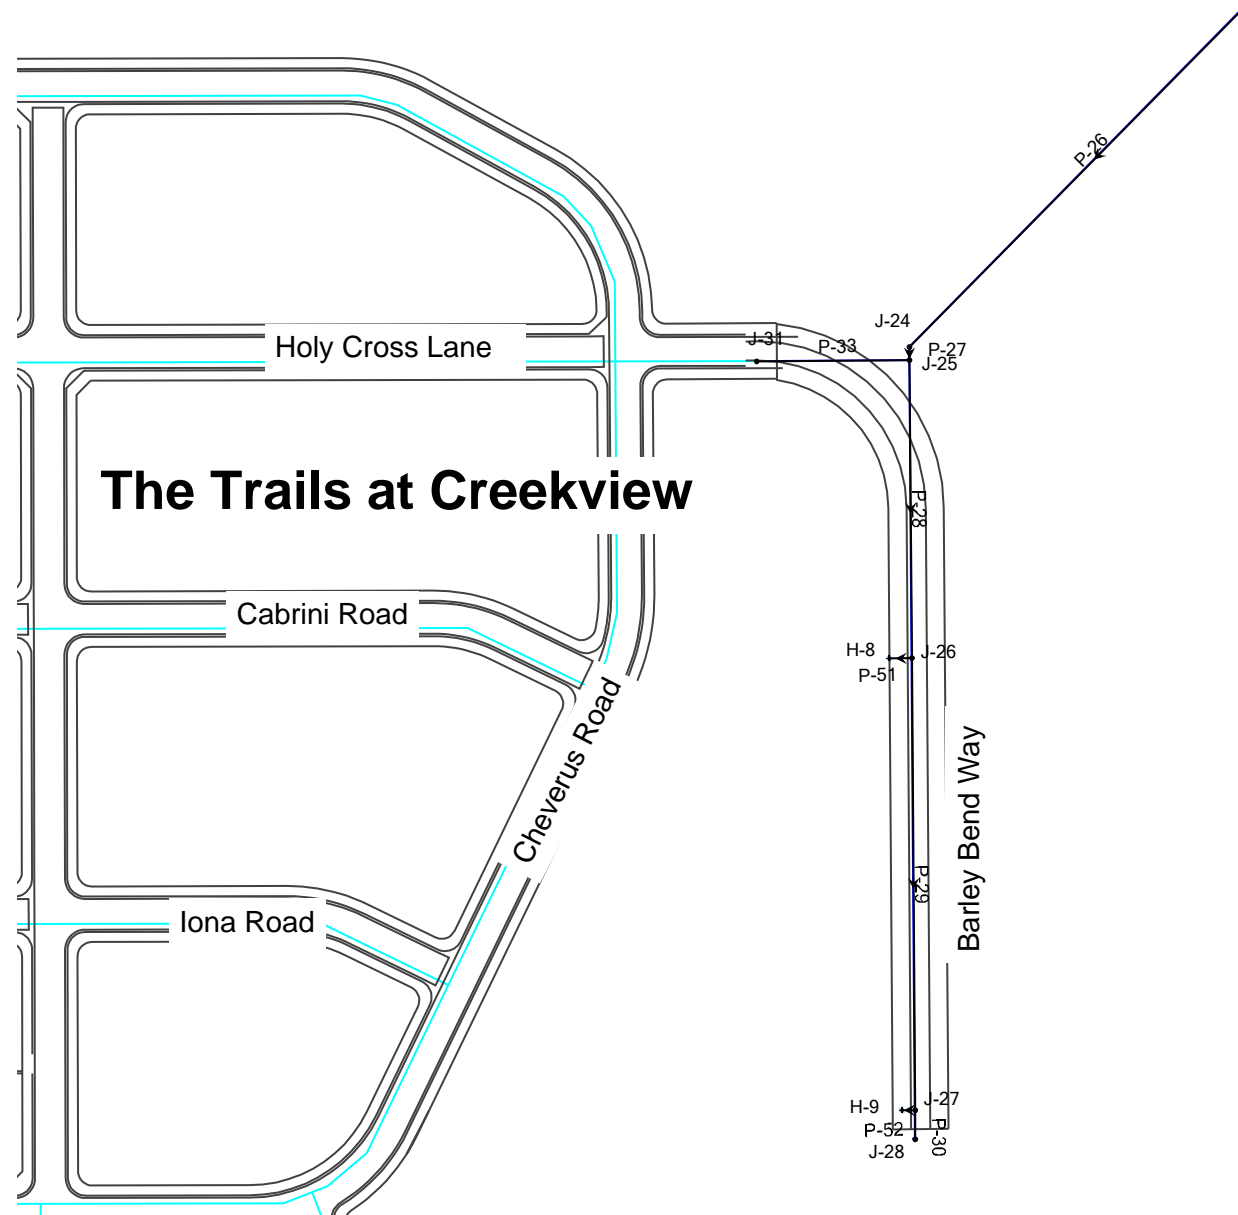 P-26
J-24
J-31
P-33
P-27
Holy Cross Lane
J-25
The Trails at Creekview
P-28
Cabrini Road
H-8
J-26
P-51
Cheverus Road
Barley Bend Way
P-29
Iona Road
H-9
J-27
P-52
P-30
J-28